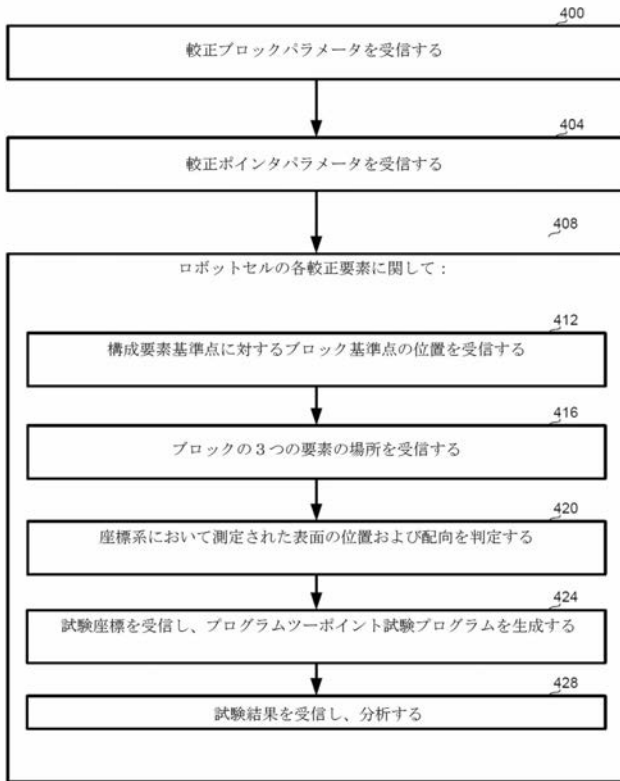 400
較正ブロックパラメータを受信する
404
較正ポインタパラメータを受信する
408
ロボットセルの各較正要素に関して：
412
構成要素基準点に対するブロック基準点の位置を受信する
416
ブロックの３つの要素の場所を受信する
420
座標系において測定された表面の位置および配向を判定する
424
試験座標を受信し、プログラムツーポイント試験プログラムを生成する
428
試験結果を受信し、分析する